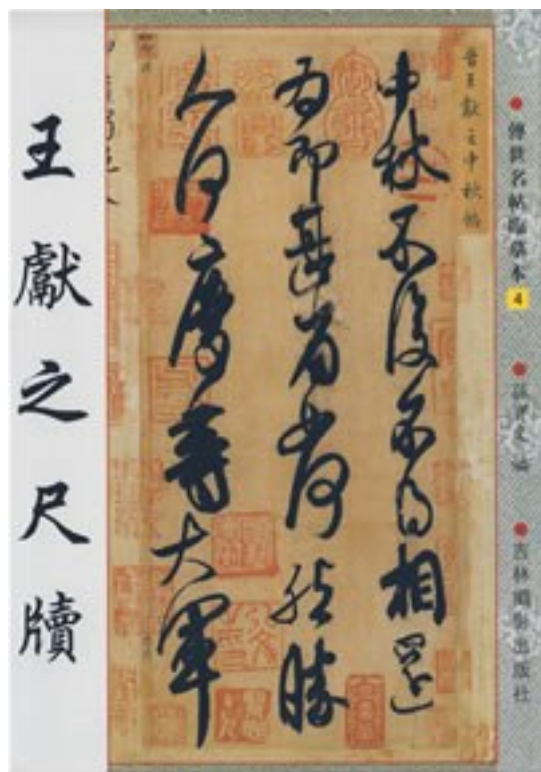 傳世名帖臨摹本 4
編
吉林攝影出版社
晉王獻之中秋帖
中秋不復不得相還
為即甚省如何然勝
人何慶等大軍
王獻之尺牘